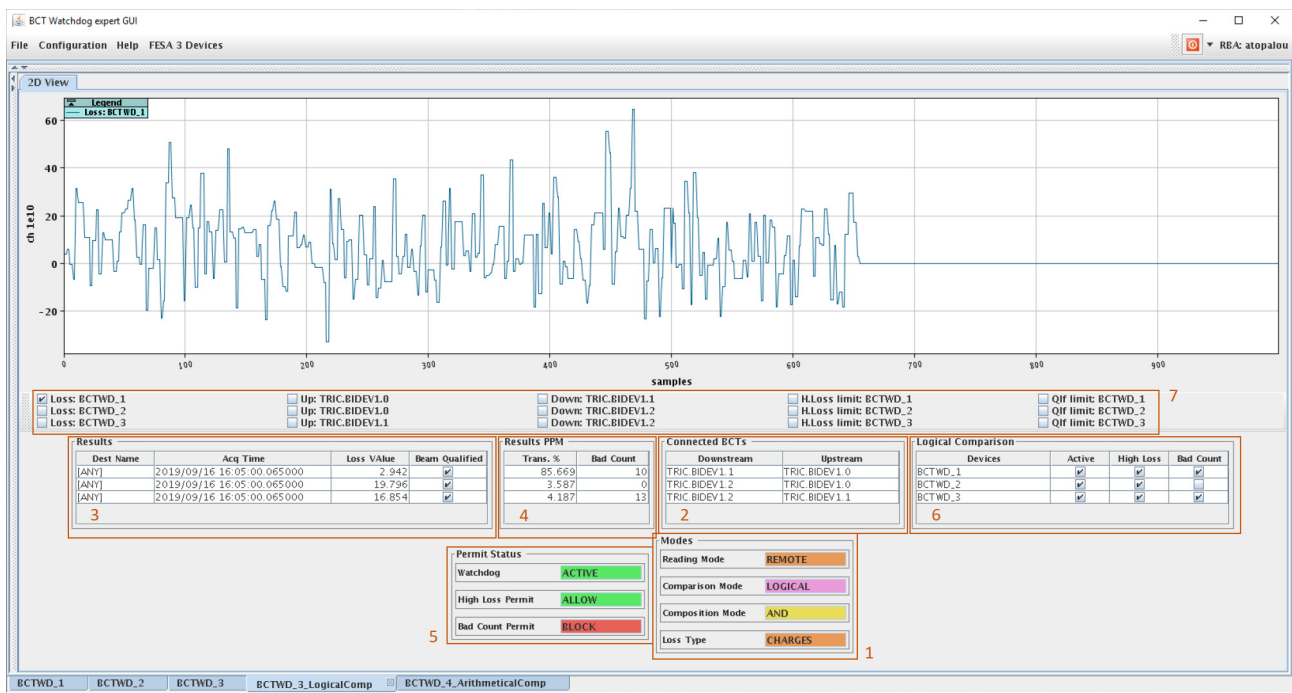 BCT Watchdog expert GUI
File Configuration Help FESA 3 Devices
RBA: atopalou
2D View
Legend
Loss: BCTWD_1
60
40
20
0
-20
ch 1e10
0 100 200 300 400 500 600 700 800 900
samples
Loss: BCTWD_1 Up: TRIC.BIDEV1.0 Down: TRIC.BIDEV1.1 H.Loss limit: BCTWD_1 Qlf limit: BCTWD_1 7
Loss: BCTWD_2 Up: TRIC.BIDEV1.0 Down: TRIC.BIDEV1.2 H.Loss limit: BCTWD_2 Qlf limit: BCTWD_2
Loss: BCTWD_3 Up: TRIC.BIDEV1.1 Down: TRIC.BIDEV1.2 H.Loss limit: BCTWD_3 Qlf limit: BCTWD_3
Results
Dest Name Acq Time Loss VAlue Beam Qualified
[ANY] 2019/09/16 16:05:00.065000 2.942
[ANY] 2019/09/16 16:05:00.065000 19.796
[ANY] 2019/09/16 16:05:00.065000 16.854
3
Results PPM
Trans. % Bad Count
85.669 10
3.587 0
4.187 13
4
Connected BCTs
Downstream Upstream
TRIC.BIDEV1.1 TRIC.BIDEV1.0
TRIC.BIDEV1.2 TRIC.BIDEV1.0
TRIC.BIDEV1.2 TRIC.BIDEV1.1
2
Logical Comparison
Devices Active High Loss Bad Count
BCTWD_1
BCTWD_2
BCTWD_3
6
Permit Status
Watchdog ACTIVE
High Loss Permit ALLOW
Bad Count Permit BLOCK
5
Modes
Reading Mode REMOTE
Comparison Mode LOGICAL
Composition Mode AND
Loss Type CHARGES
1
BCTWD_1 BCTWD_2 BCTWD_3 BCTWD_3_LogicalComp BCTWD_4_ArithmeticalComp